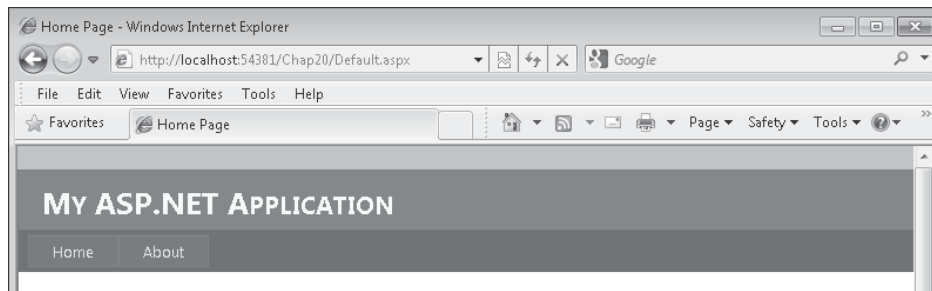 Home Page - Windows Internet Explorer
http://localhost:54381/Chap20/Default.aspx
Google
File Edit View Favorites Tools Help
Favorites Home Page Page Safety Tools
MY ASP.NET APPLICATION
Home About